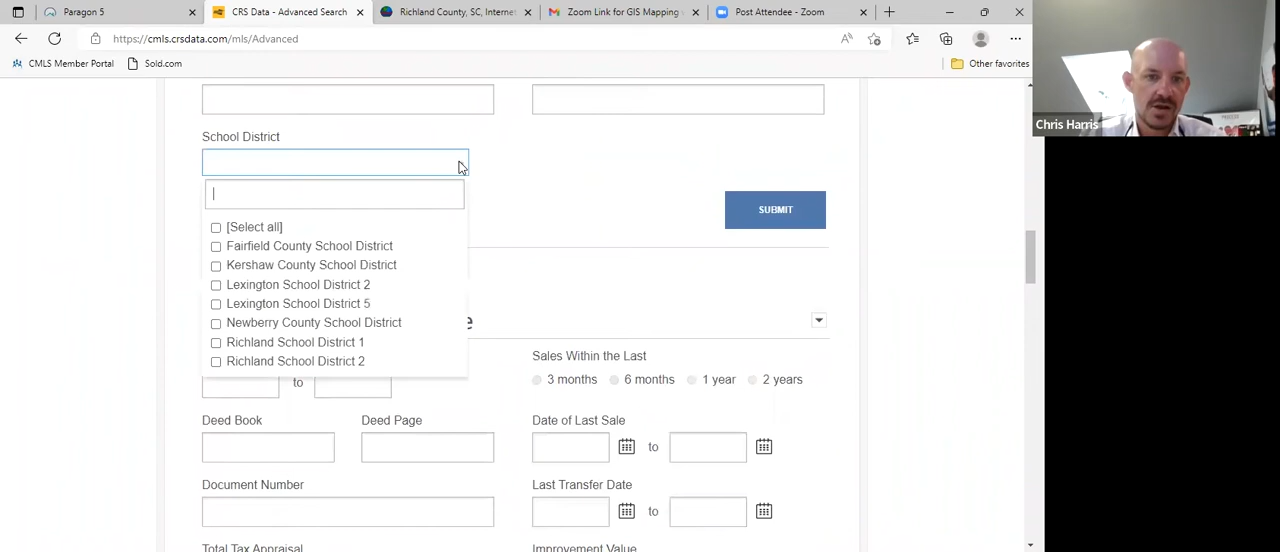 Paragon 5
CRS Data - Advanced Search
Richland County, SC, Internet
Zoom Link for GIS Mapping
Post Attendee - Zoom
https://cmls.crsdata.com/mls/Advanced
CMLS Member Portal
Sold.com
Other favorites
Chris Harris
School District
SUBMIT
[Select all]
Fairfield County School District
Kershaw County School District
Lexington School District 2
Lexington School District 5
Newberry County School District
Richland School District 1
Richland School District 2
Sales Within the Last
to
3 months 6 months 1 year 2 years
Deed Book Deed Page Date of Last Sale
to
Document Number Last Transfer Date
to
Total Tax Appraisal Improvement Value